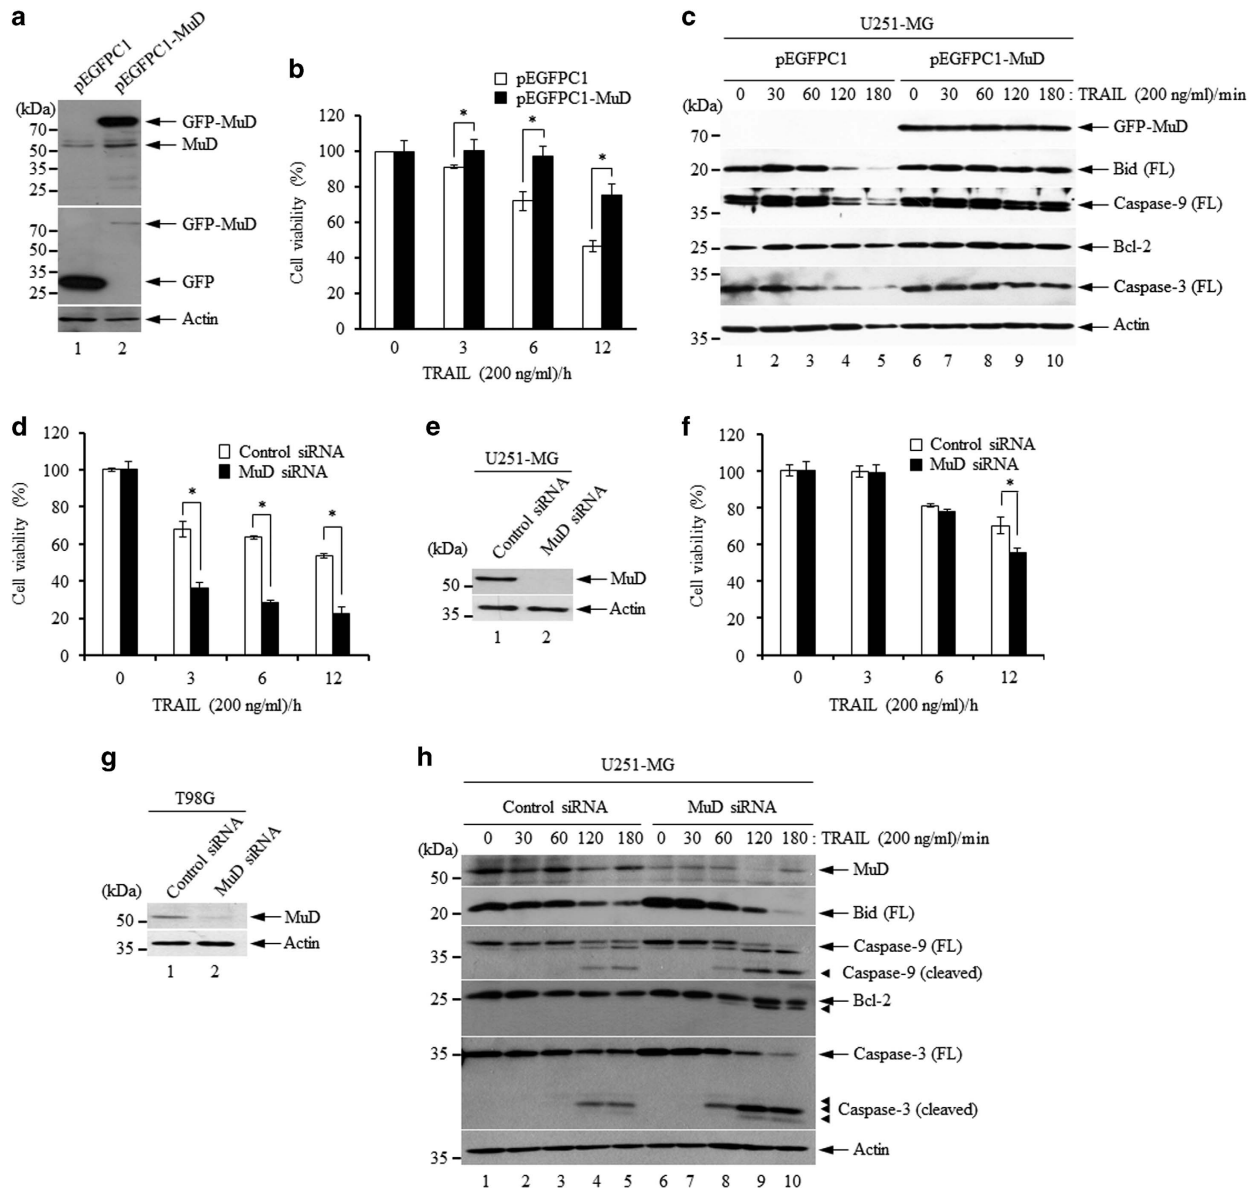 a
pEGFPC1
pEGFPC1-MuD
(kDa)
70
50
35
25
GFP-MuD
MuD
70
50
35
25
GFP-MuD
GFP
Actin
1 2
b
pEGFPC1
pEGFPC1-MuD
Cell viability (%)
120
100
80
60
40
20
0
* * *
0 3 6 12
TRAIL (200 ng/ml)/h
c
U251-MG
pEGFPC1 pEGFPC1-MuD
(kDa)
0 30 60 120 180 0 30 60 120 180 : TRAIL (200 ng/ml)/min
70
GFP-MuD
20
Bid (FL)
35
Caspase-9 (FL)
25
Bcl-2
35
Caspase-3 (FL)
35
Actin
1 2 3 4 5 6 7 8 9 10
d
Control siRNA
MuD siRNA
Cell viability (%)
120
100
80
60
40
20
0
* * *
0 3 6 12
TRAIL (200 ng/ml)/h
e
U251-MG
Control siRNA
MuD siRNA
(kDa)
50
MuD
35
Actin
1 2
f
Control siRNA
MuD siRNA
Cell viability (%)
120
100
80
60
40
20
0
*
0 3 6 12
TRAIL (200 ng/ml)/h
g
T98G
Control siRNA
MuD siRNA
(kDa)
50
MuD
35
Actin
1 2
h
U251-MG
Control siRNA MuD siRNA
0 30 60 120 180 0 30 60 120 180 : TRAIL (200 ng/ml)/min
(kDa)
50
MuD
20
Bid (FL)
35
Caspase-9 (FL)
Caspase-9 (cleaved)
25
Bcl-2
35
Caspase-3 (FL)
Caspase-3 (cleaved)
35
Actin
1 2 3 4 5 6 7 8 9 10